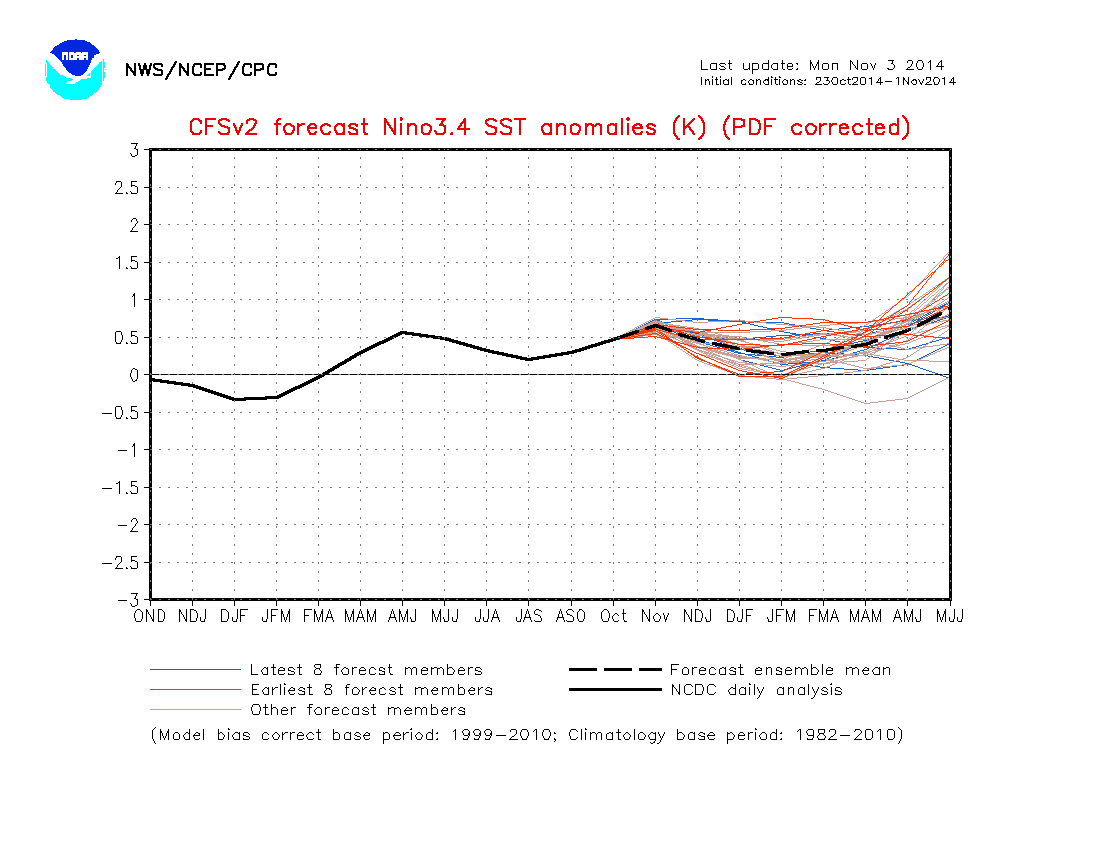 NOAA
NWS/NCEP/CPC
Last update: Mon Nov 3 2014
Initial conditions: 23Oct2014-1Nov2014
CFSv2 forecast Nino3.4 SST anomalies (K) (PDF corrected)
3
2.5
2
1.5
1
0.5
0
-0.5
-1
-1.5
-2
-2.5
-3
OND NDJ DJF JFM FMA MAM AMJ MJJ JJA JAS ASO Oct Nov NDJ DJF JFM FMA MAM AMJ MJJ
Latest 8 forecst members
Earliest 8 forecst members
Other forecast members
Forecast ensemble mean
NCDC daily analysis
(Model bias correct base period: 1999-2010; Climatology base period: 1982-2010)